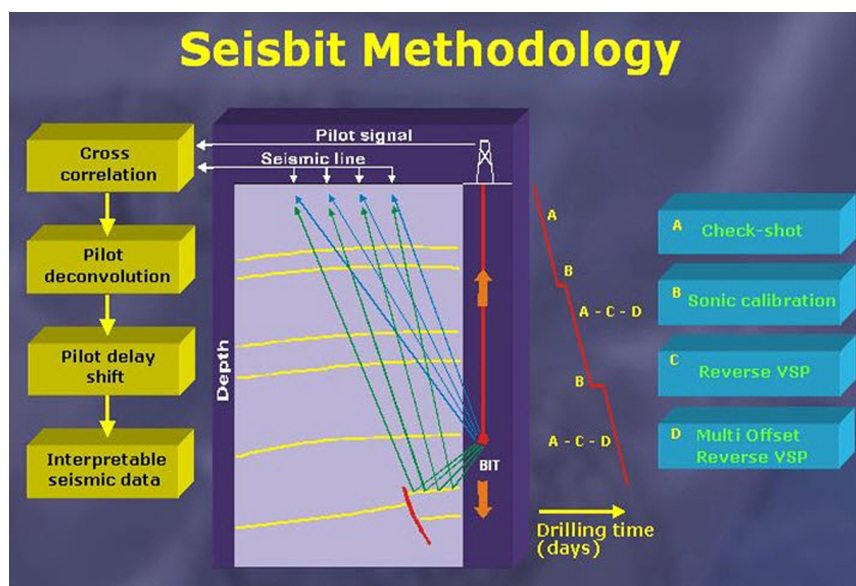 Seisbit Methodology
Cross
correlation
Pilot
deconvolution
Pilot delay
shift
Interpretable
seismic data
Pilot signal
Seismic line
Depth
BIT
A
B
A - C - D
B
A - C - D
Drilling time
(days)
A Check-shot
B Sonic calibration
C Reverse VSP
D Multi Offset
Reverse VSP